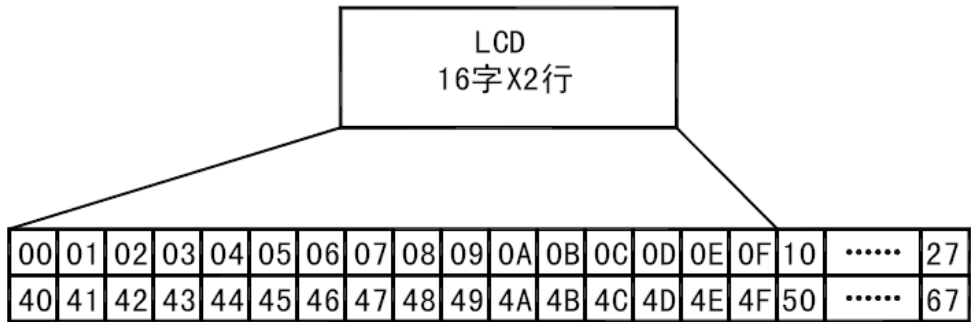 LCD
16字X2行
00 01 02 03 04 05 06 07 08 09 0A 0B 0C 0D 0E 0F 10 ······ 27
40 41 42 43 44 45 46 47 48 49 4A 4B 4C 4D 4E 4F 50 ······ 67